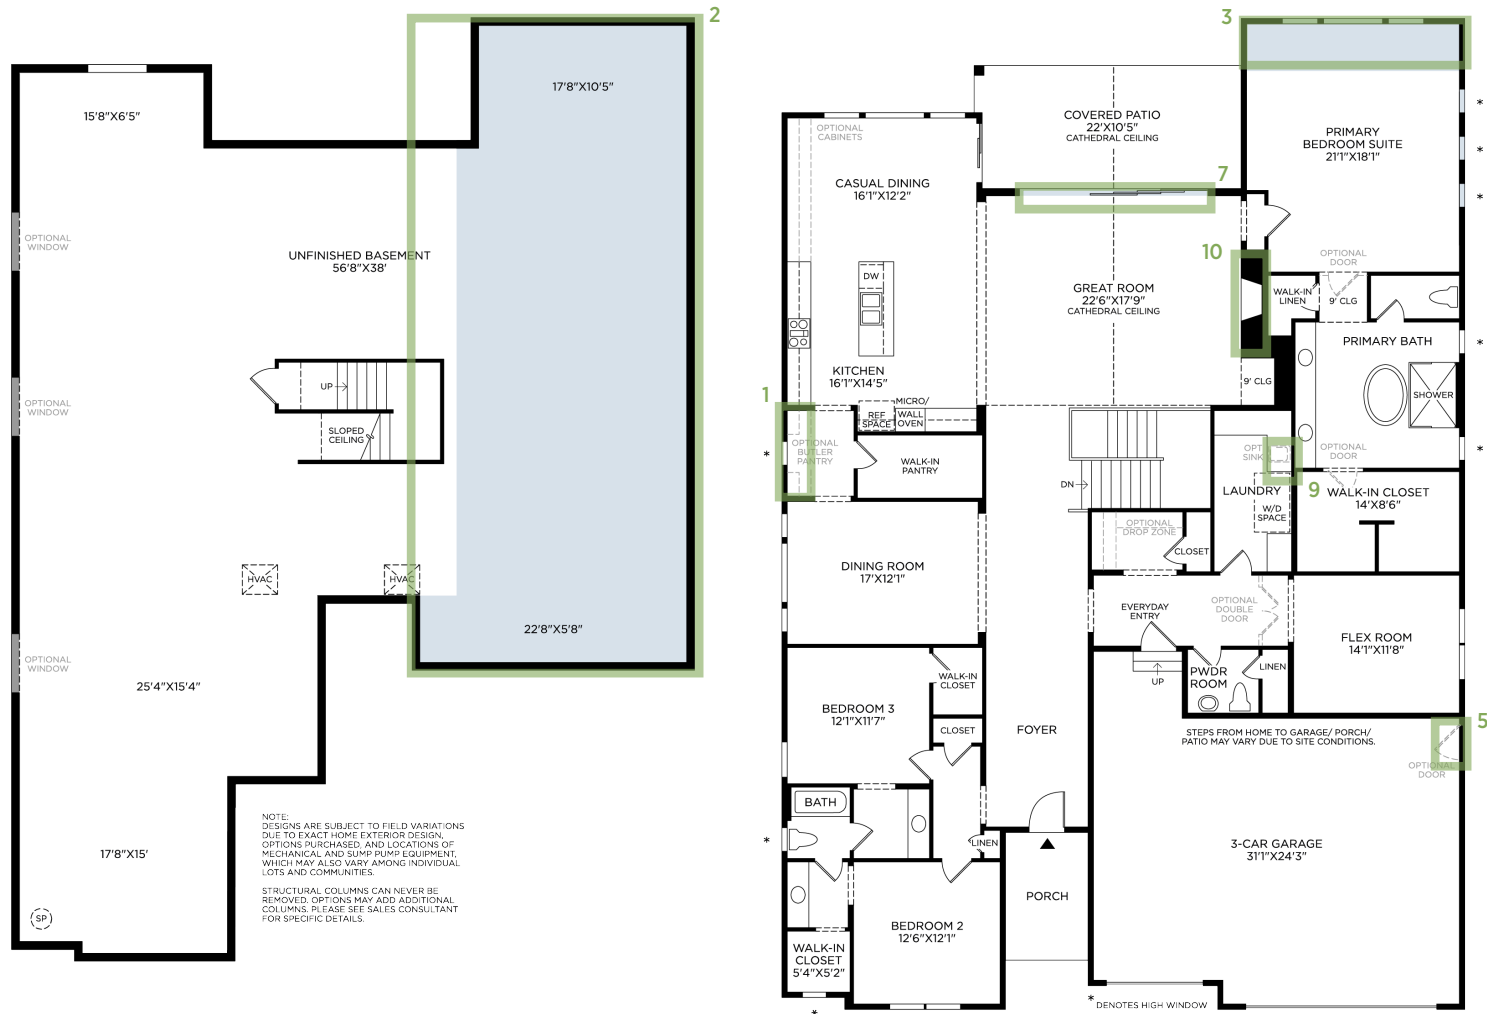 2
17'8"X10'5"
15'8"X6'5"
OPTIONAL
WINDOW
UNFINISHED BASEMENT
56'8"X38'
UP
SLOPED
CEILING
OPTIONAL
WINDOW
HVAC
HVAC
22'8"X5'8"
OPTIONAL
WINDOW
25'4"X15'4"
17'8"X15'
SP
NOTE:
DESIGNS ARE SUBJECT TO FIELD VARIATIONS
DUE TO EXACT HOME EXTERIOR DESIGN,
OPTIONS PURCHASED, AND LOCATIONS OF
MECHANICAL AND SUMP PUMP EQUIPMENT,
WHICH MAY ALSO VARY AMONG INDIVIDUAL
LOTS AND COMMUNITIES.
STRUCTURAL COLUMNS CAN NEVER BE
REMOVED. OPTIONS MAY ADD ADDITIONAL
COLUMNS. PLEASE SEE SALES CONSULTANT
FOR SPECIFIC DETAILS.
3
COVERED PATIO
22'X10'5"
CATHEDRAL CEILING
OPTIONAL
CABINETS
PRIMARY
BEDROOM SUITE
21'1"X18'1"
*
*
*
CASUAL DINING
16'1"X12'2"
7
10
OPTIONAL
DOOR
DW
GREAT ROOM
22'6"X17'9"
CATHEDRAL CEILING
WALK-IN
LINEN
9' CLG
PRIMARY BATH
*
KITCHEN
16'1"X14'5"
9' CLG
SHOWER
1
MICRO/
WALL
OVEN
REF
SPACE
OPTIONAL
BUTLER
PANTRY
*
WALK-IN
PANTRY
OPT
SINK
OPTIONAL
DOOR
*
DN
LAUNDRY
9
W/D
SPACE
WALK-IN CLOSET
14'X8'6"
OPTIONAL
DROP ZONE
CLOSET
DINING ROOM
17'X12'1"
EVERYDAY
ENTRY
OPTIONAL
DOUBLE
DOOR
FLEX ROOM
14'1"X11'8"
UP
PWDR
ROOM
LINEN
WALK-IN
CLOSET
BEDROOM 3
12'1"X11'7"
CLOSET
FOYER
STEPS FROM HOME TO GARAGE/ PORCH/
PATIO MAY VARY DUE TO SITE CONDITIONS.
5
OPTIONAL
DOOR
BATH
*
LINEN
3-CAR GARAGE
31'1"X24'3"
PORCH
BEDROOM 2
12'6"X12'1"
WALK-IN
CLOSET
5'4"X5'2"
*
* DENOTES HIGH WINDOW